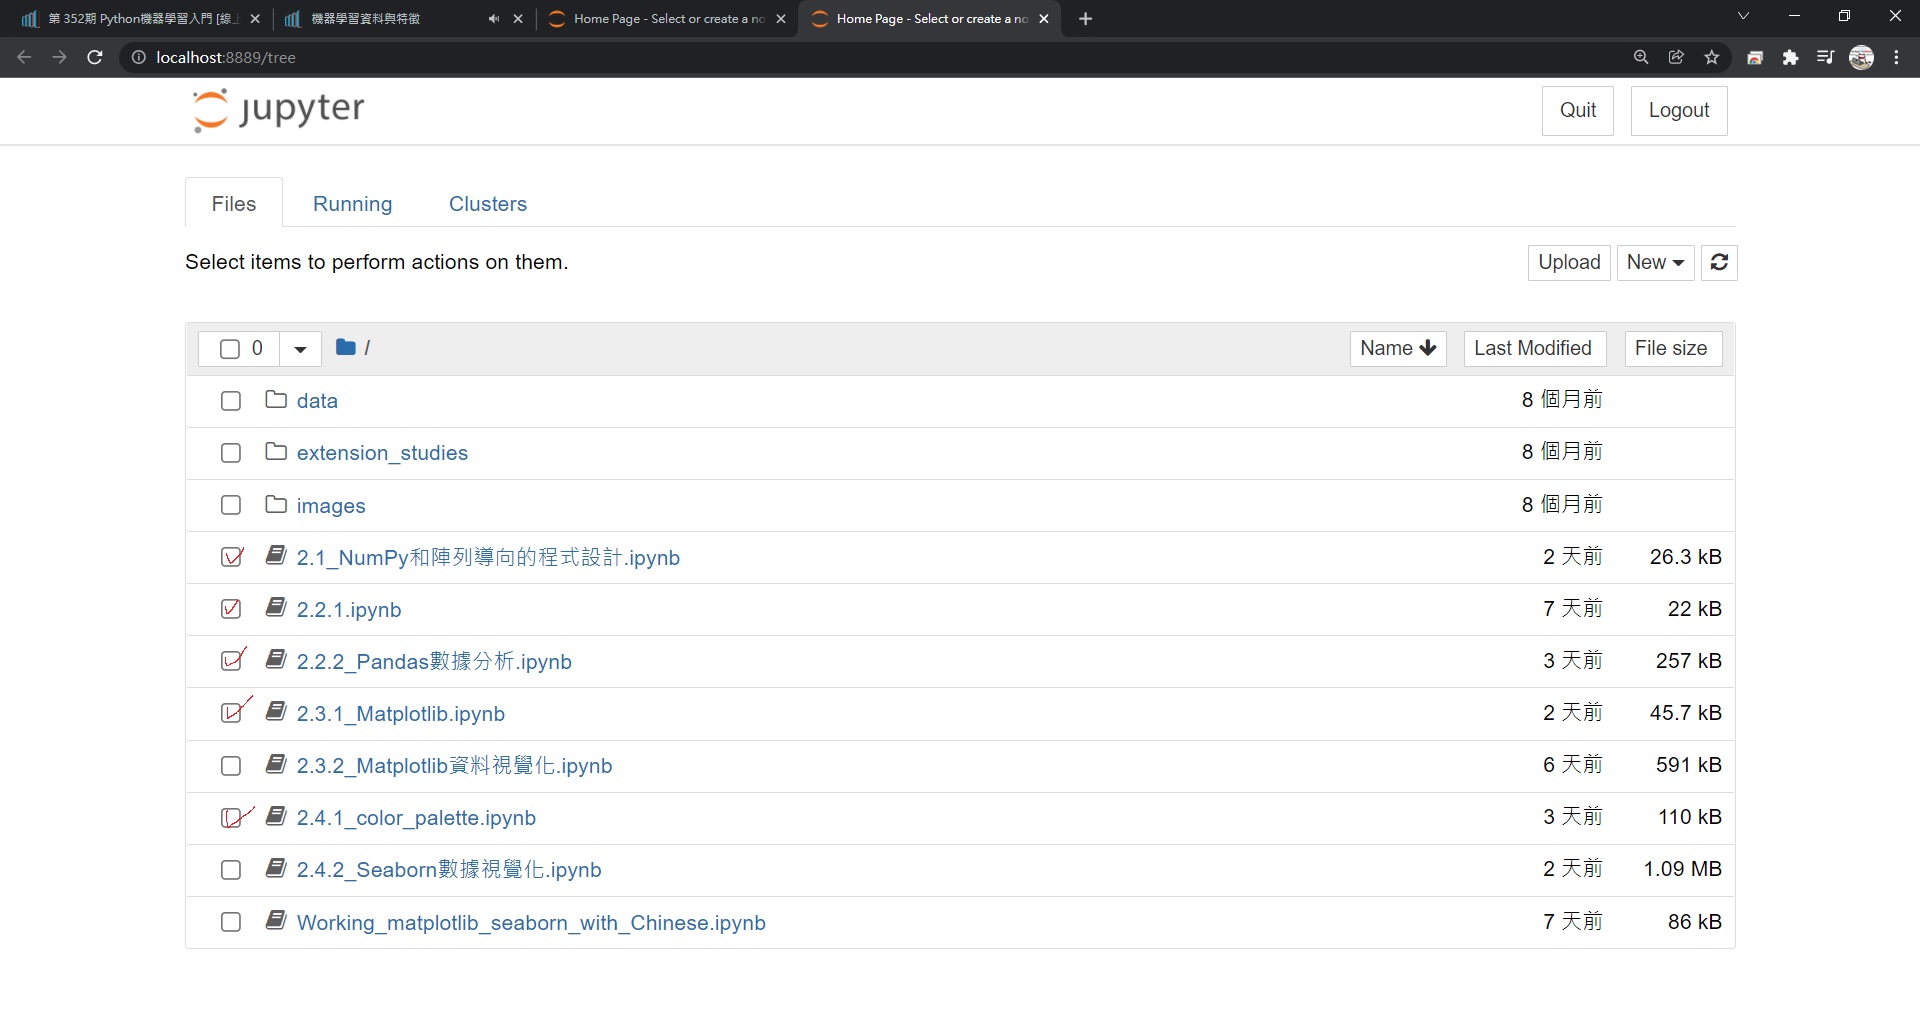 第 352期 Python機器學習入門 [線上
機器學習資料與特徵
Home Page - Select or create a no
Home Page - Select or create a no
localhost:8889/tree
jupyter
Quit
Logout
Files
Running
Clusters
Select items to perform actions on them.
Upload
New
0
/
Name
Last Modified
File size
data 8 個月前
extension_studies 8 個月前
images 8 個月前
2.1_NumPy和陣列導向的程式設計.ipynb 2 天前 26.3 kB
2.2.1.ipynb 7 天前 22 kB
2.2.2_Pandas數據分析.ipynb 3 天前 257 kB
2.3.1_Matplotlib.ipynb 2 天前 45.7 kB
2.3.2_Matplotlib資料視覺化.ipynb 6 天前 591 kB
2.4.1_color_palette.ipynb 3 天前 110 kB
2.4.2_Seaborn數據視覺化.ipynb 2 天前 1.09 MB
Working_matplotlib_seaborn_with_Chinese.ipynb 7 天前 86 kB